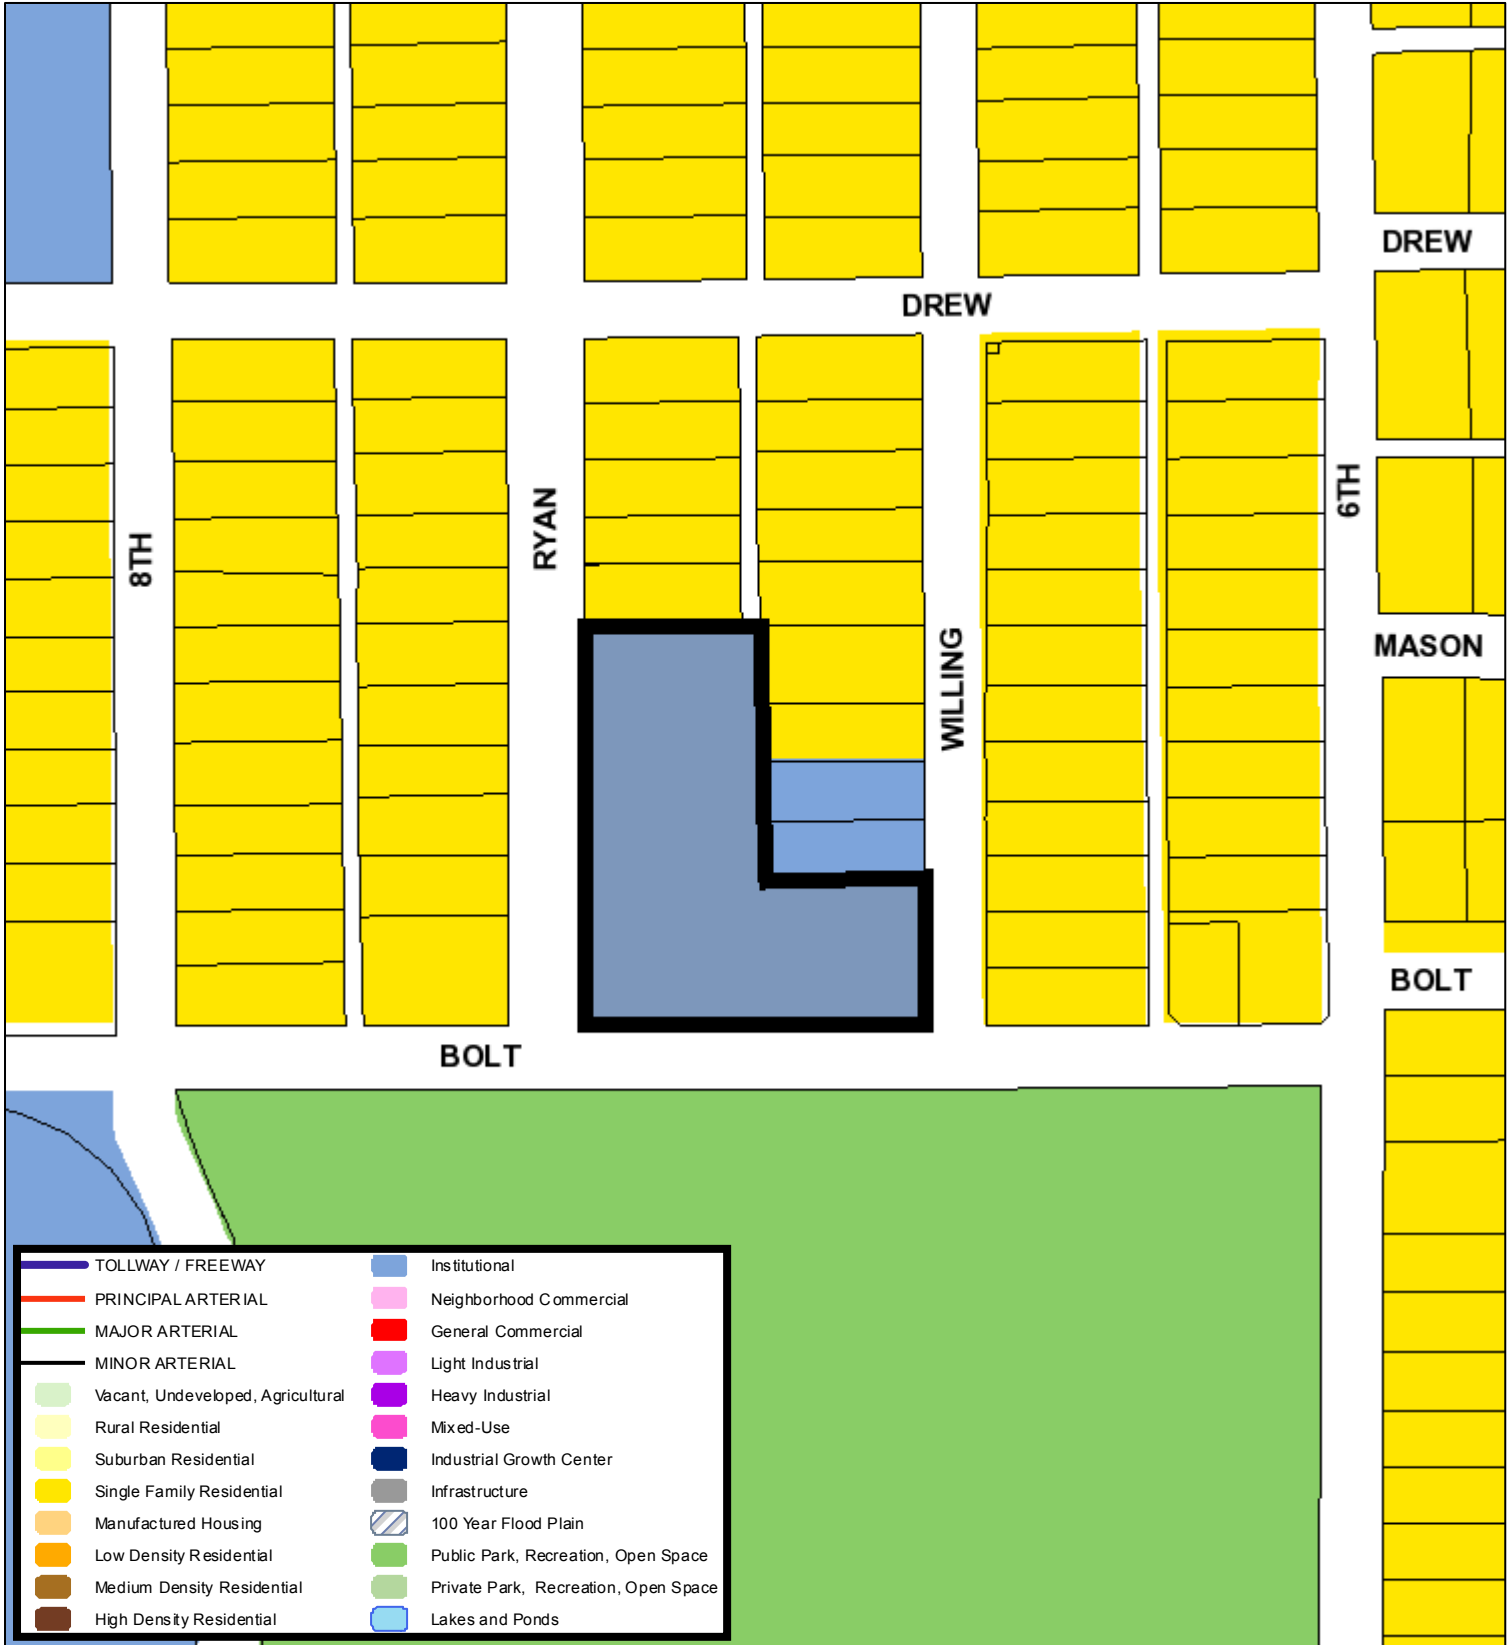 DREW
DREW
8TH
RYAN
6TH
WILLING
MASON
BOLT
BOLT
TOLLWAY / FREEWAY
PRINCIPAL ARTERIAL
MAJOR ARTERIAL
MINOR ARTERIAL
Vacant, Undeveloped, Agricultural
Rural Residential
Suburban Residential
Single Family Residential
Manufactured Housing
Low Density Residential
Medium Density Residential
High Density Residential
Institutional
Neighborhood Commercial
General Commercial
Light Industrial
Heavy Industrial
Mixed-Use
Industrial Growth Center
Infrastructure
100 Year Flood Plain
Public Park, Recreation, Open Space
Private Park, Recreation, Open Space
Lakes and Ponds